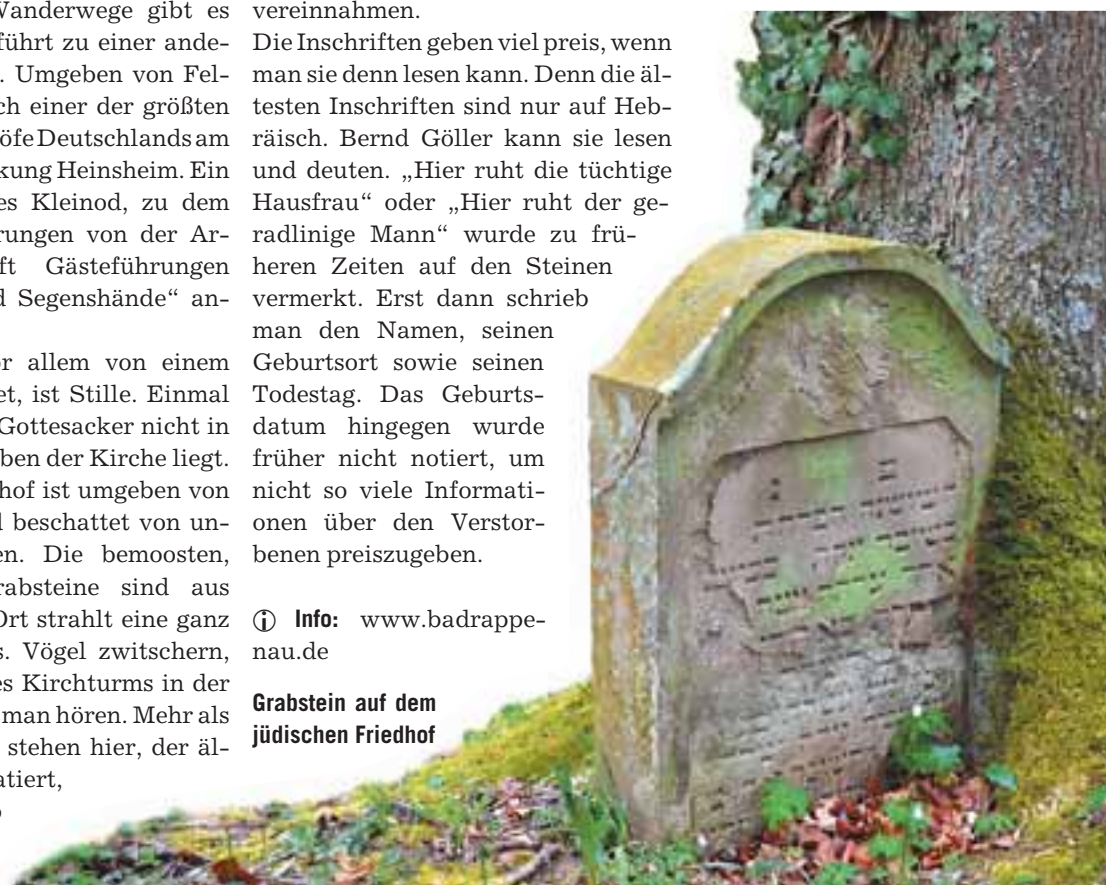 Wanderwege gibt es
führt zu einer ande-
. Umgeben von Fel-
ch einer der größten
öfe Deutschlands am
kung Heinsheim. Ein
es Kleinod, zu dem
rungen von der Ar-
ft Gästeführungen
d Segenshände“ an-
or allem von einem
et, ist Stille. Einmal
Gottesacker nicht in
ben der Kirche liegt.
hof ist umgeben von
d beschattet von un-
en. Die bemoosten,
rabsteine sind aus
Ort strahlt eine ganz
s. Vögel zwitschern,
es Kirchturms in der
man hören. Mehr als
stehen hier, der äl-
atiert,
vereinnahmen.
Die Inschriften geben viel preis, wenn
man sie denn lesen kann. Denn die äl-
testen Inschriften sind nur auf Heb-
räisch. Bernd Göller kann sie lesen
und deuten. „Hier ruht die tüchtige
Hausfrau“ oder „Hier ruht der ge-
radlinige Mann“ wurde zu frü-
heren Zeiten auf den Steinen
vermerkt. Erst dann schrieb
man den Namen, seinen
Geburtsort sowie seinen
Todestag. Das Geburts-
datum hingegen wurde
früher nicht notiert, um
nicht so viele Informati-
onen über den Verstor-
benen preiszugeben.
ⓘ Info: www.badrappe-
nau.de
Grabstein auf dem
jüdischen Friedhof